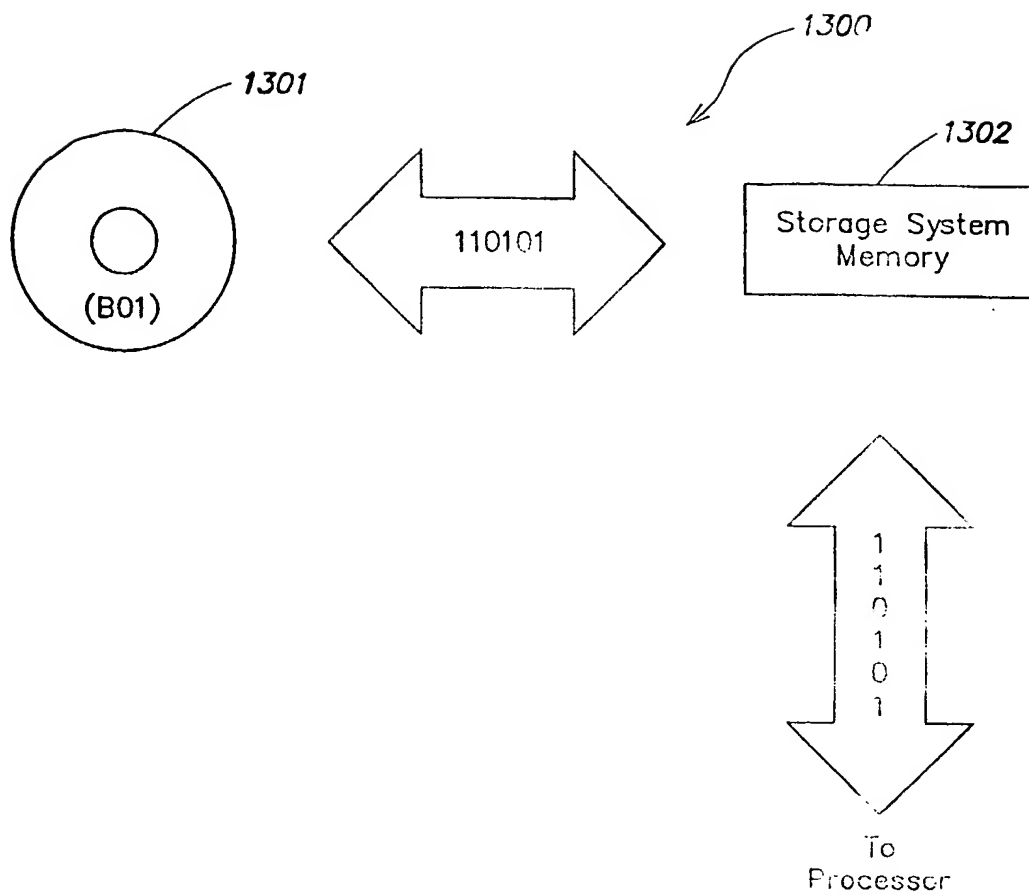 1300
1301
1302
Storage System
Memory
110101
(B01)
1
1
0
1
0
1
To
Processor